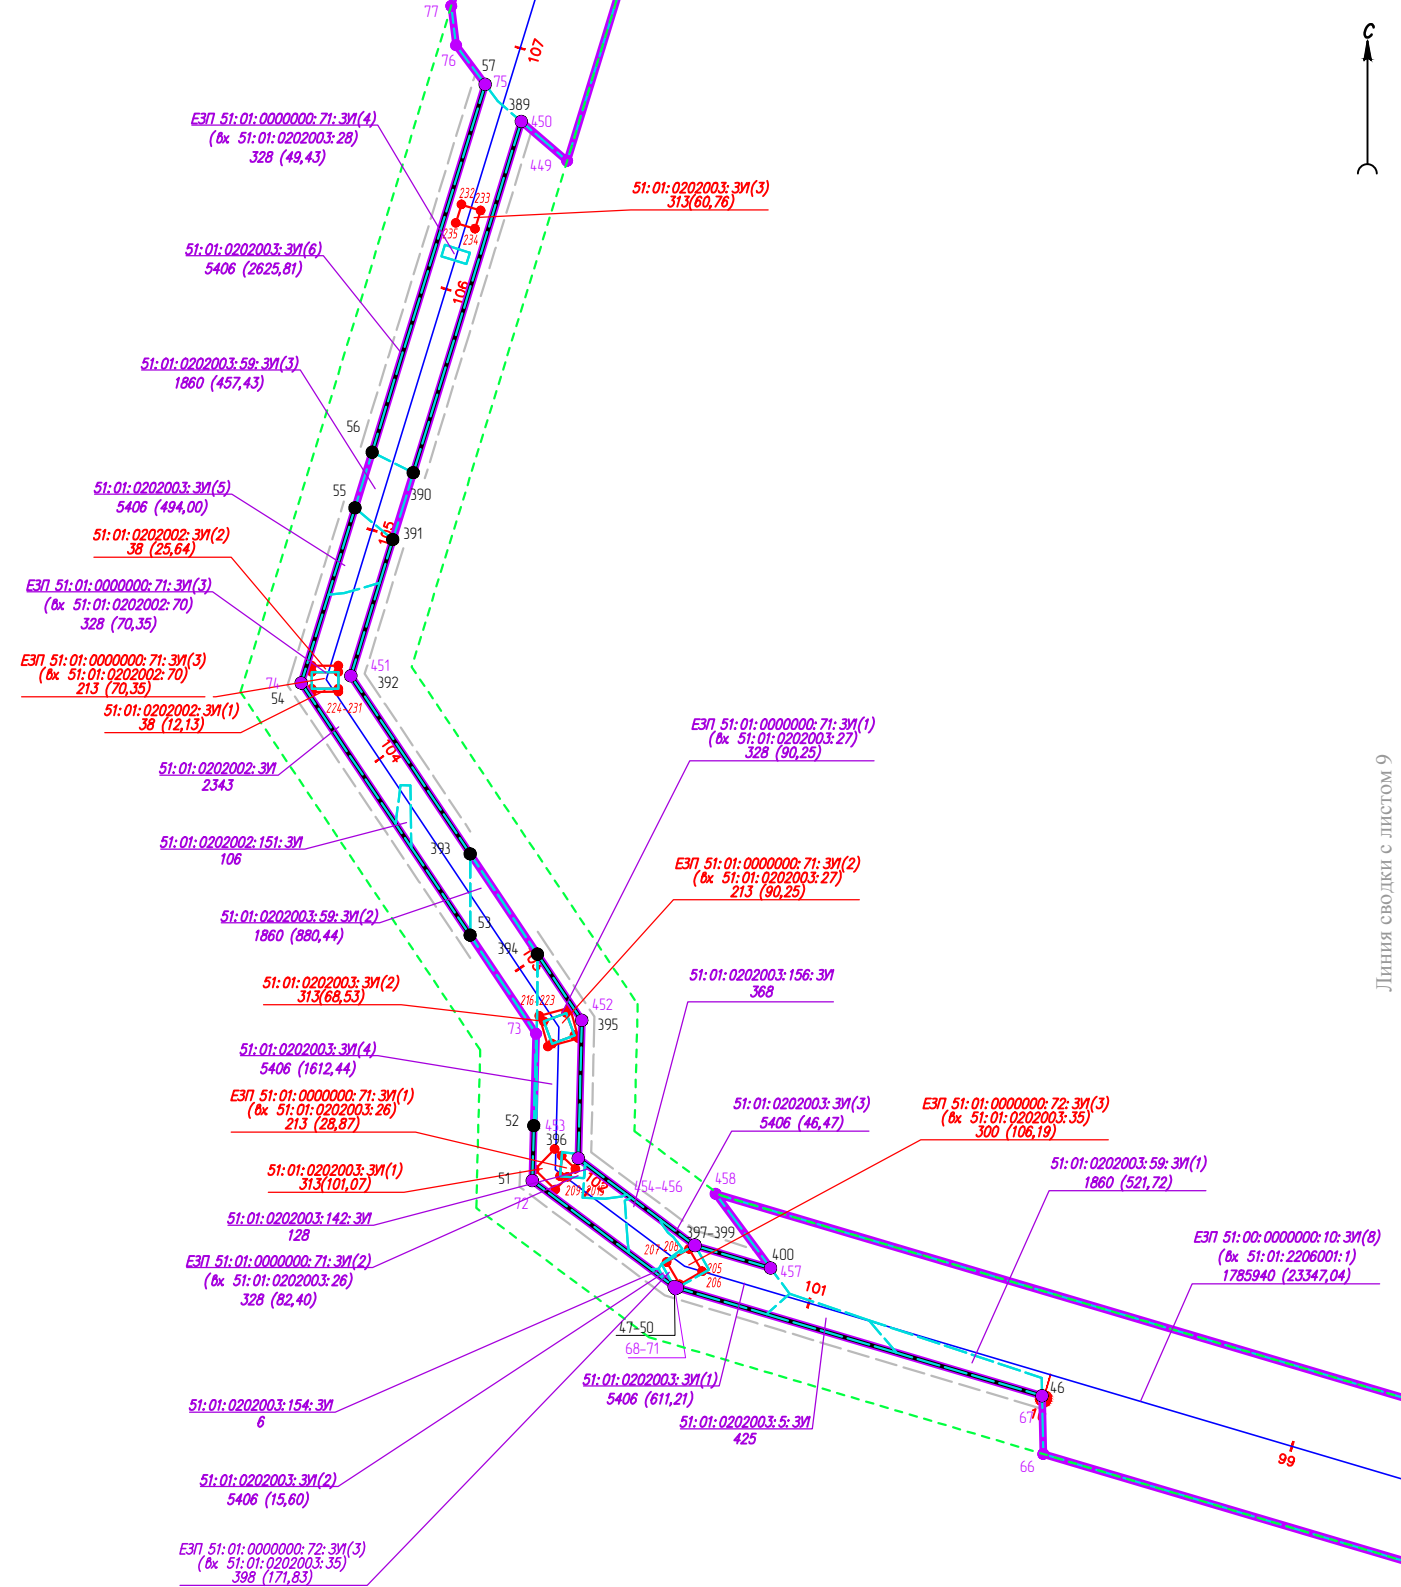 77
76
57
75
107
С
389
450
449
ЕЗП 51:01:0000000:71:ЗУ(4)
(вх 51:01:0202003:28)
328 (49,43)
51:01:0202003:ЗУ(3)
313(60,76)
232
233
235
234
51:01:0202003:ЗУ(6)
5406 (2625,81)
106
51:01:0202003:59:ЗУ(3)
1860 (457,43)
56
390
55
51:01:0202003:ЗУ(5)
5406 (494,00)
105
391
51:01:0202002:ЗУ(2)
38 (25,64)
ЕЗП 51:01:0000000:71:ЗУ(3)
(вх 51:01:0202002:70)
328 (70,35)
ЕЗП 51:01:0000000:71:ЗУ(3)
(вх 51:01:0202002:70)
213 (70,35)
74
54
451
392
224-231
51:01:0202002:ЗУ(1)
38 (12,13)
ЕЗП 51:01:0000000:71:ЗУ(1)
(вх 51:01:0202003:27)
328 (90,25)
104
51:01:0202002:ЗУ
2343
Линия сводки с листом 9
51:01:0202002:151:ЗУ
106
393
ЕЗП 51:01:0000000:71:ЗУ(2)
(вх 51:01:0202003:27)
213 (90,25)
51:01:0202003:59:ЗУ(2)
1860 (880,44)
53
394
51:01:0202003:156:ЗУ
368
51:01:0202003:ЗУ(2)
313(68,53)
216-223
452
395
73
51:01:0202003:ЗУ(4)
5406 (1612,44)
ЕЗП 51:01:0000000:71:ЗУ(1)
(вх 51:01:0202003:26)
213 (28,87)
51:01:0202003:ЗУ(3)
5406 (46,47)
ЕЗП 51:01:0000000:72:ЗУ(3)
(вх 51:01:0202003:35)
300 (106,19)
52
453
396
51:01:0202003:59:ЗУ(1)
1860 (521,72)
51:01:0202003:ЗУ(1)
313(101,07)
51
72
102
454-456
458
51:01:0202003:142:ЗУ
128
397-399
400
457
ЕЗП 51:00:0000000:10:ЗУ(8)
(вх 51:01:2206001:1)
1785940 (23347,04)
207
205
206
101
ЕЗП 51:01:0000000:71:ЗУ(2)
(вх 51:01:0202003:26)
328 (82,40)
47-50
68-71
51:01:0202003:ЗУ(1)
5406 (611,21)
46
67
51:01:0202003:154:ЗУ
6
51:01:0202003:5:ЗУ
425
66
99
51:01:0202003:ЗУ(2)
5406 (15,60)
ЕЗП 51:01:0000000:72:ЗУ(3)
(вх 51:01:0202003:35)
398 (171,83)